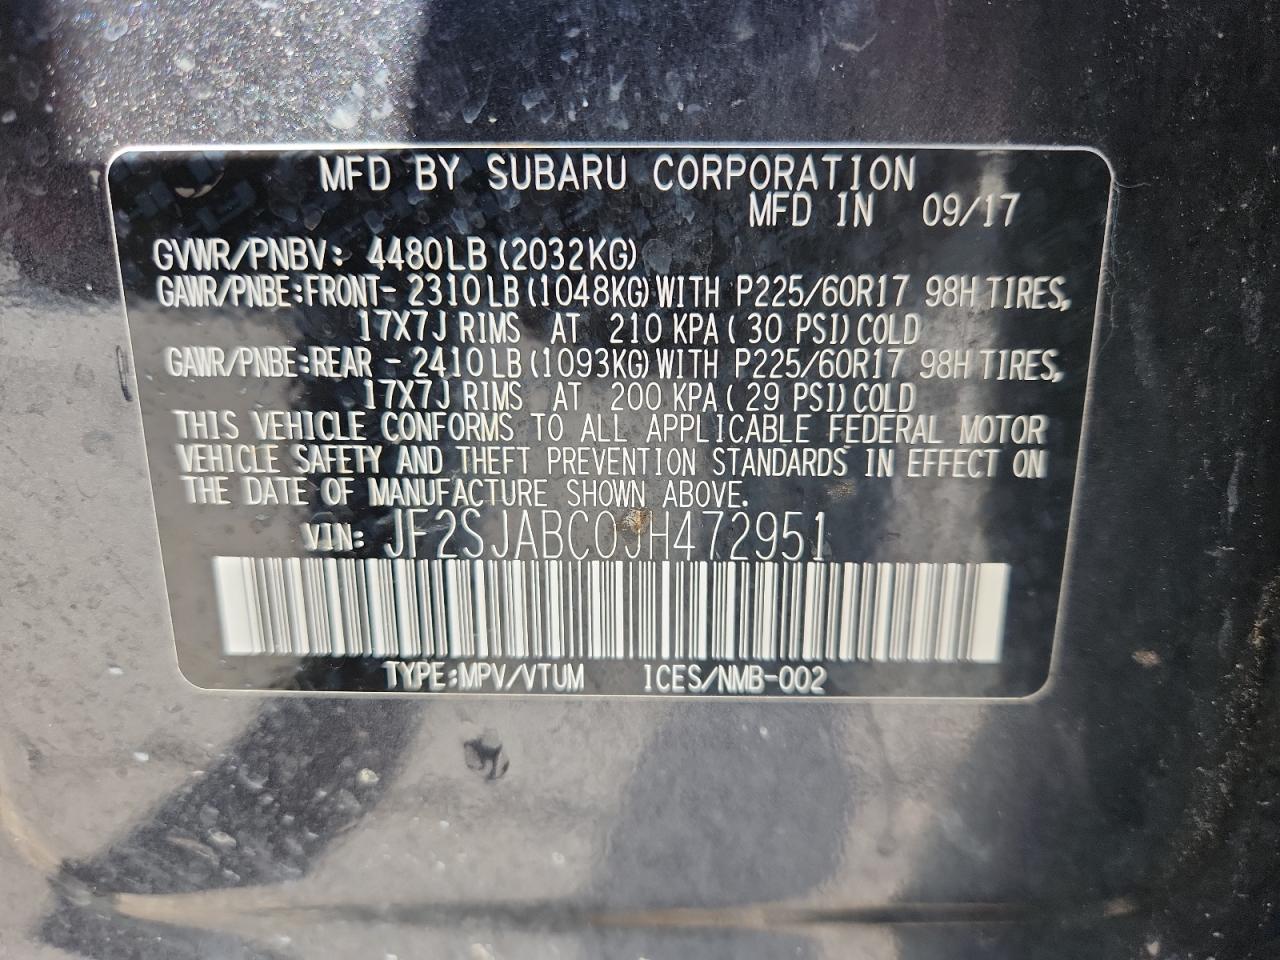 MFD BY SUBARU CORPORATION
MFD IN 09/17
GVWR/PNBV: 4480LB (2032KG)
GAWR/PNBE:FRONT- 2310LB (1048KG) WITH P225/60R17 98H TIRES,
17X7J RIMS AT 210 KPA ( 30 PSI) COLD
GAWR/PNBE:REAR - 2410LB (1093KG) WITH P225/60R17 98H TIRES,
17X7J RIMS AT 200 KPA ( 29 PSI) COLD
THIS VEHICLE CONFORMS TO ALL APPLICABLE FEDERAL MOTOR
VEHICLE SAFETY AND THEFT PREVENTION STANDARDS IN EFFECT ON
THE DATE OF MANUFACTURE SHOWN ABOVE.
VIN: JF2SJABC0JH472951
TYPE:MPV/VTUM ICES/NMB-002